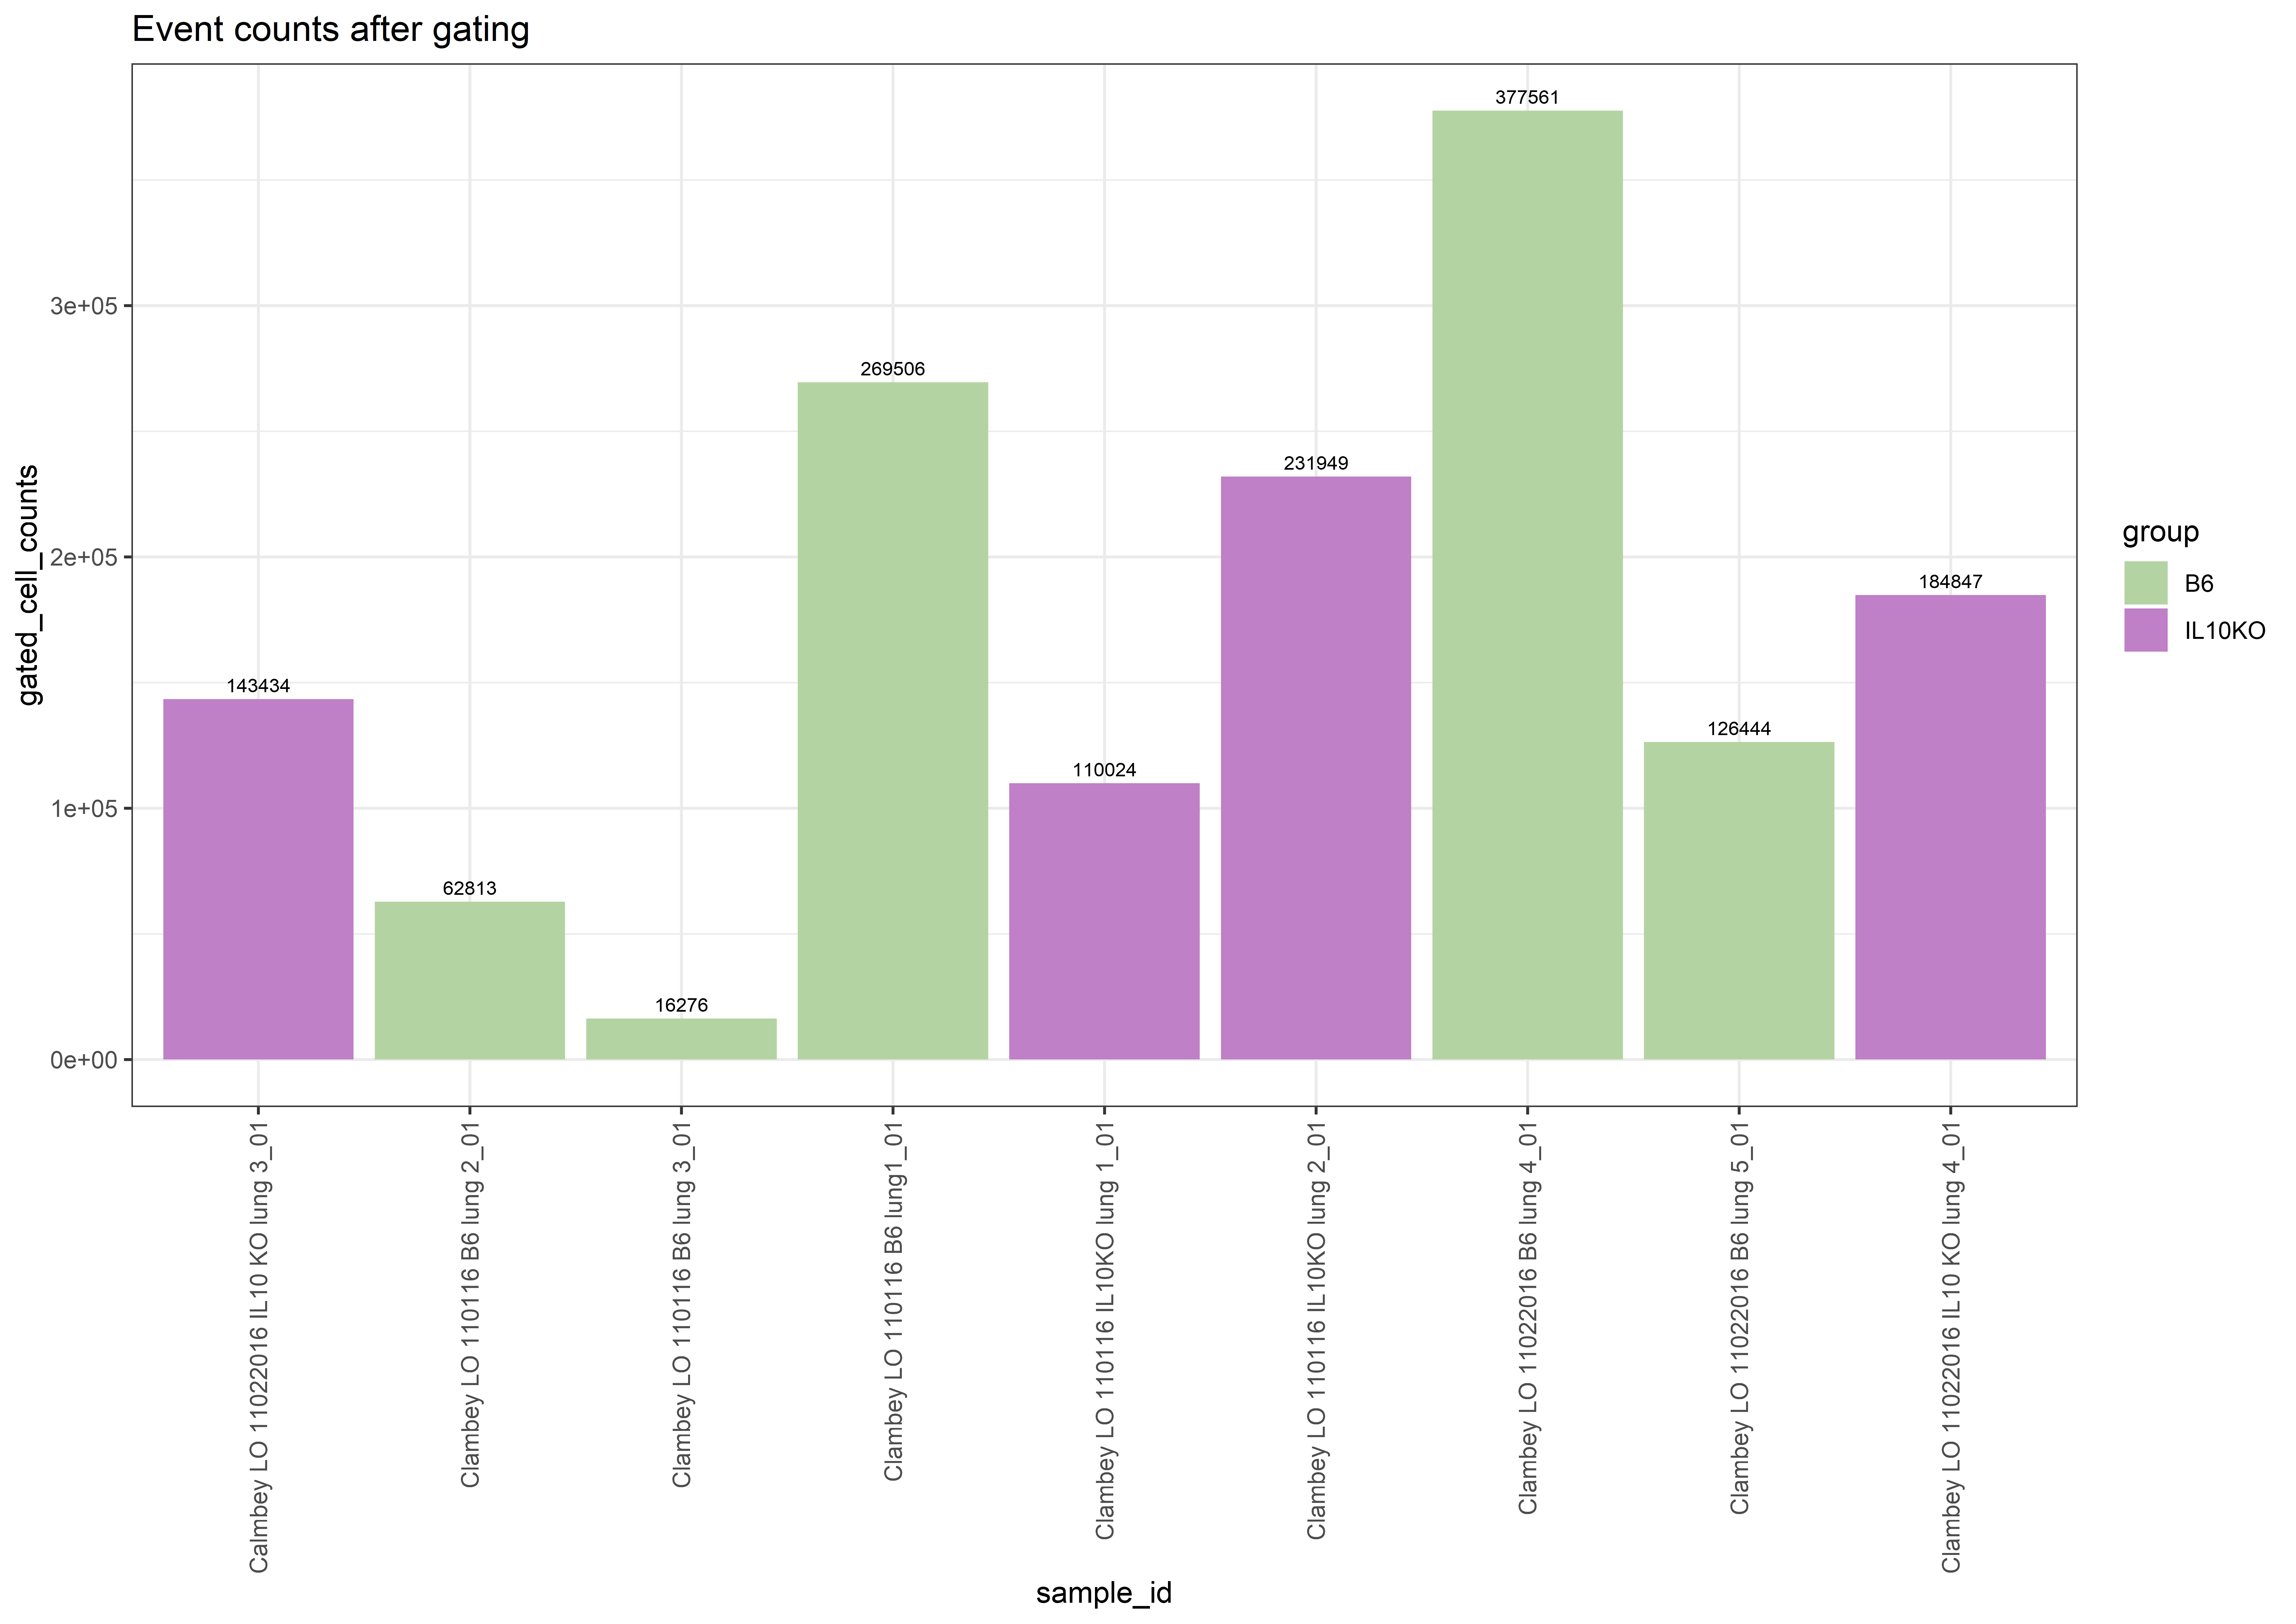 Event counts after gating
gated_cell_counts
3e+05
2e+05
1e+05
0e+00
377561
269506
231949
184847
143434
126444
110024
62813
16276
Calmbey LO 11022016 IL10 KO lung 3_01
Clambey LO 110116 B6 lung 2_01
Clambey LO 110116 B6 lung 3_01
Clambey LO 110116 B6 lung1_01
Clambey LO 110116 IL10KO lung 1_01
Clambey LO 110116 IL10KO lung 2_01
Clambey LO 11022016 B6 lung 4_01
Clambey LO 11022016 B6 lung 5_01
Clambey LO 11022016 IL10 KO lung 4_01
sample_id
group
B6
IL10KO